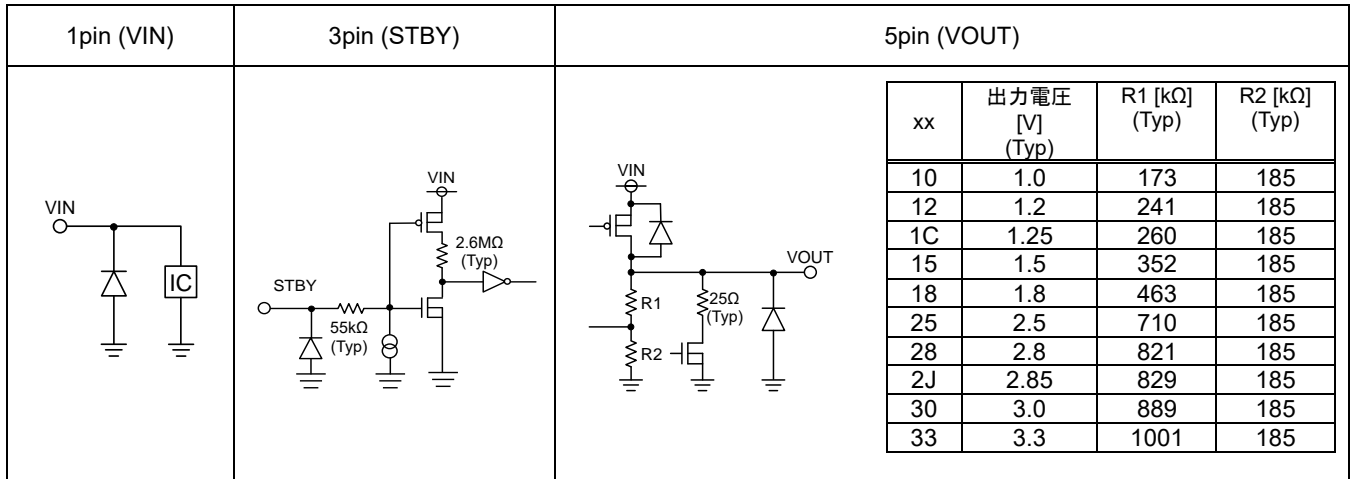 1pin (VIN)
3pin (STBY)
5pin (VOUT)
VIN
IC
VIN
2.6MΩ
(Typ)
STBY
55kΩ
(Typ)
VIN
VOUT
R1
25Ω
(Typ)
R2
xx
出力電圧
[V]
(Typ)
R1 [kΩ]
(Typ)
R2 [kΩ]
(Typ)
10 1.0 173 185
12 1.2 241 185
1C 1.25 260 185
15 1.5 352 185
18 1.8 463 185
25 2.5 710 185
28 2.8 821 185
2J 2.85 829 185
30 3.0 889 185
33 3.3 1001 185